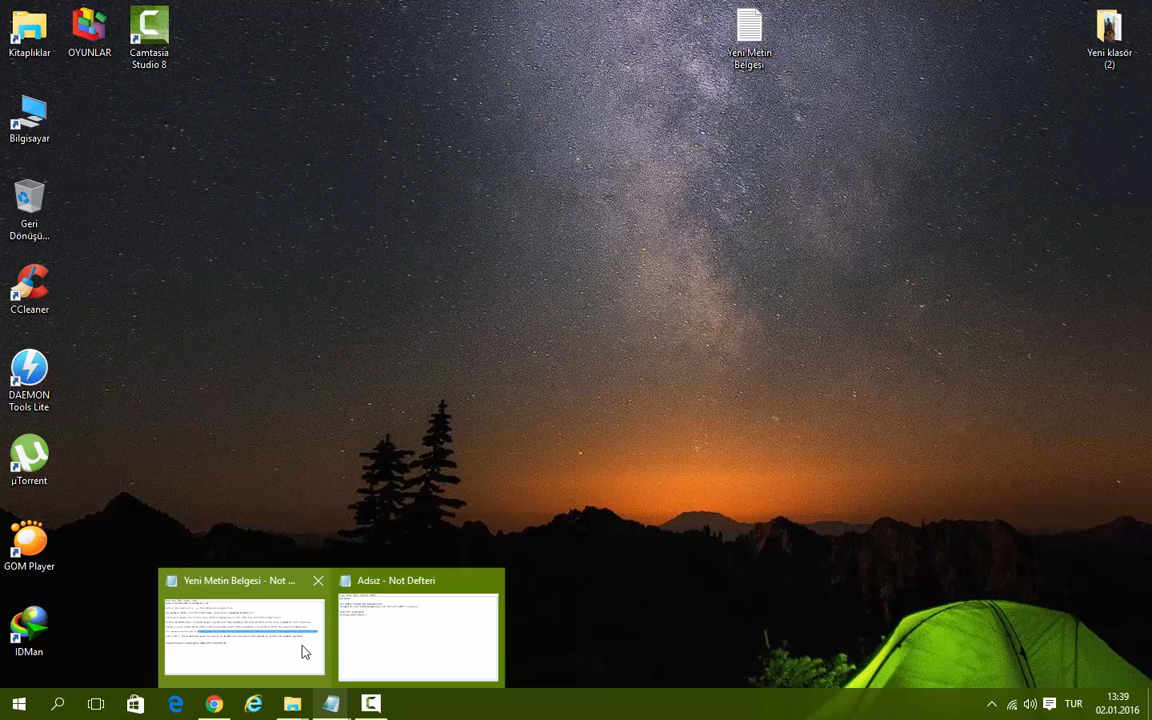 Kitaplıklar
OYUNLAR
Camtasia
Studio 8
Yeni Metin
Belgesi
Yeni klasör
(2)
Bilgisayar
Geri
Dönüşü...
CCleaner
DAEMON
Tools Lite
µTorrent
GOM Player
IDMan
Yeni Metin Belgesi - Not ...
Adsız - Not Defteri
TUR
13:39
02.01.2016